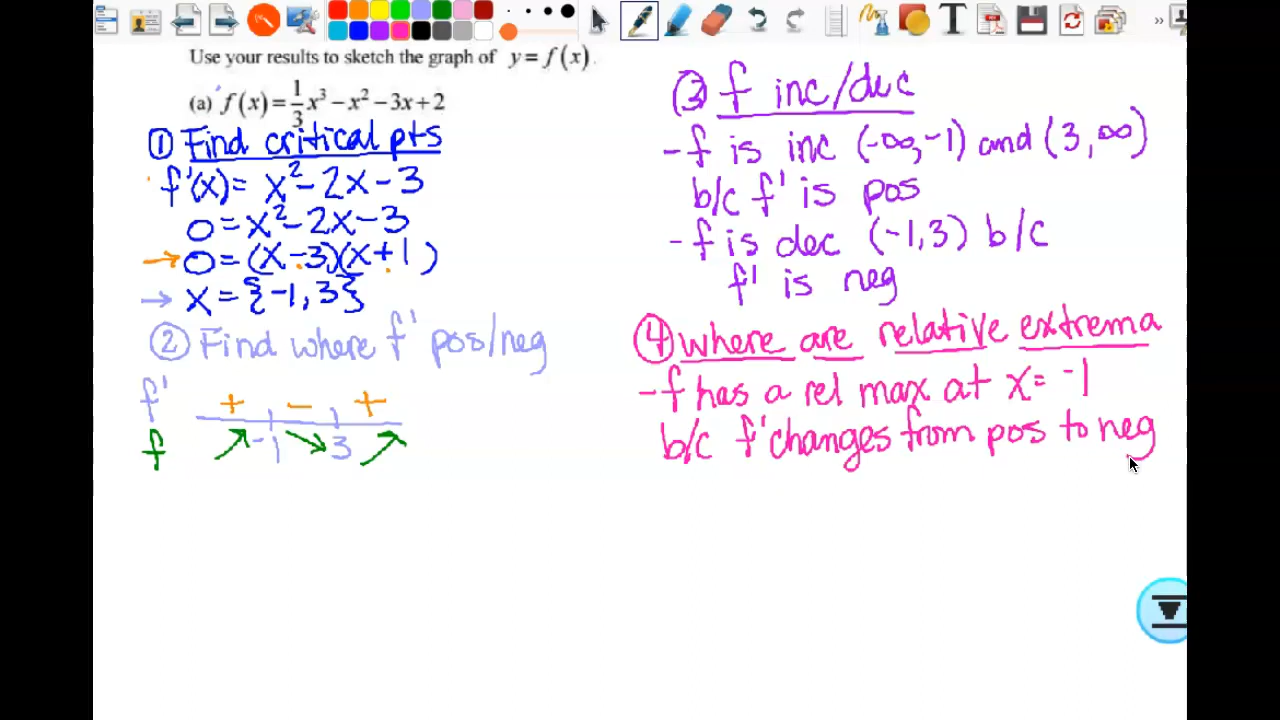 Use your results to sketch the graph of y = f(x).
(a) f(x) = 1/3 x³ − x² − 3x + 2
① Find critical pts
f'(x) = x² − 2x − 3
0 = x² − 2x − 3
→ 0 = (x − 3)(x + 1)
→ x = {-1, 3}
② Find where f' pos/neg
f' + − +
f ↗ -1 ↘ 3 ↗
③ f inc/dec
- f is inc (-∞, -1) and (3, ∞)
b/c f' is pos
- f is dec (-1, 3) b/c
f' is neg
④ where are relative extrema
- f has a rel max at x = -1
b/c f' changes from pos to neg